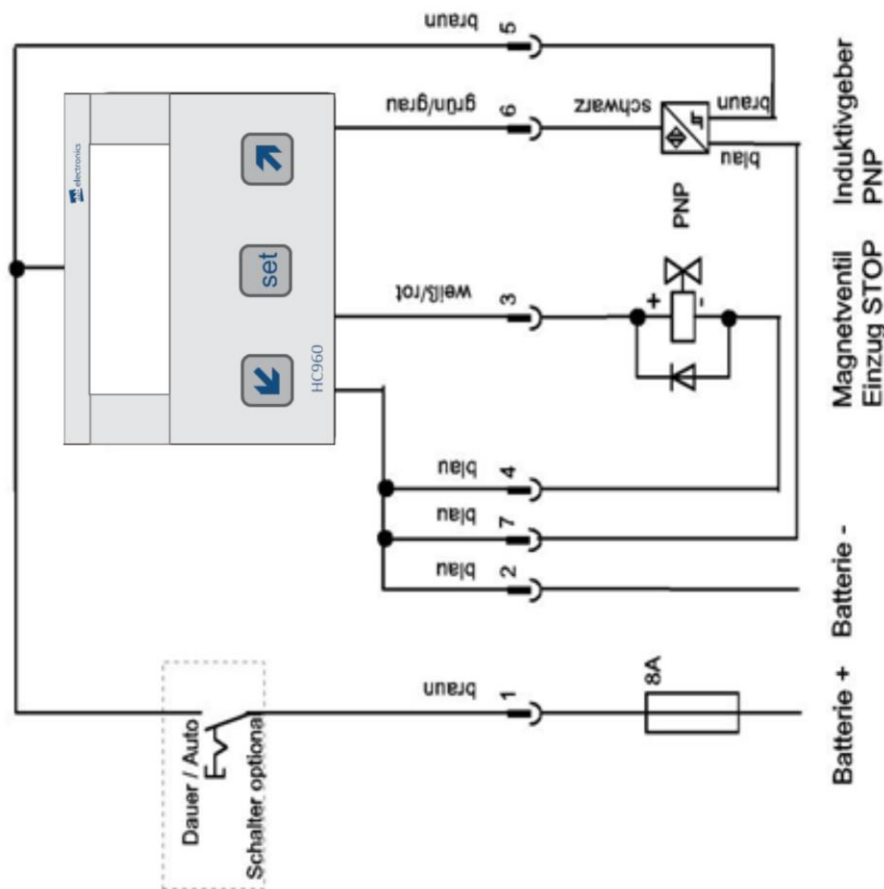 braun
5
grün/grau
6
schwarz
braun
blau
Induktivgeber
PNP
electronics
set
HC960
weiß/rot
3
PNP
+
-
Magnetventil
Einzug STOP
blau
4
blau
7
blau
2
Batterie -
Dauer / Auto
Schalter optional
braun
1
8A
Batterie +